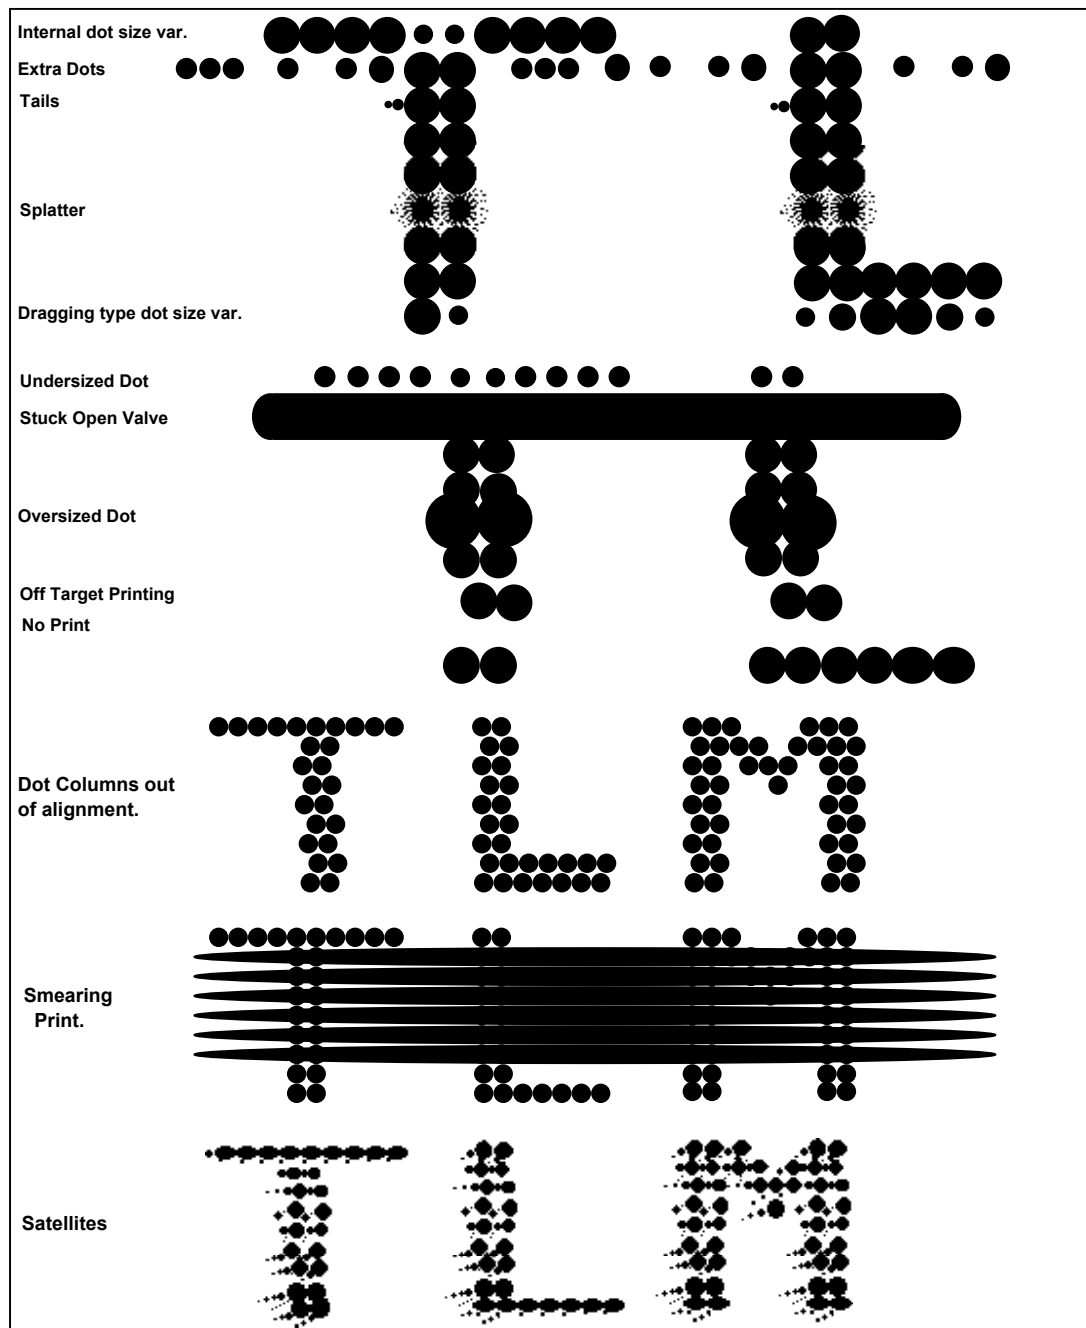 Internal dot size var.
Extra Dots
Tails
Splatter
Dragging type dot size var.
T L
Undersized Dot
Stuck Open Valve
Oversized Dot
Off Target Printing
No Print
T L
Dot Columns out
of alignment.
T L M
Smearing
Print.
T L M
Satellites
T L M